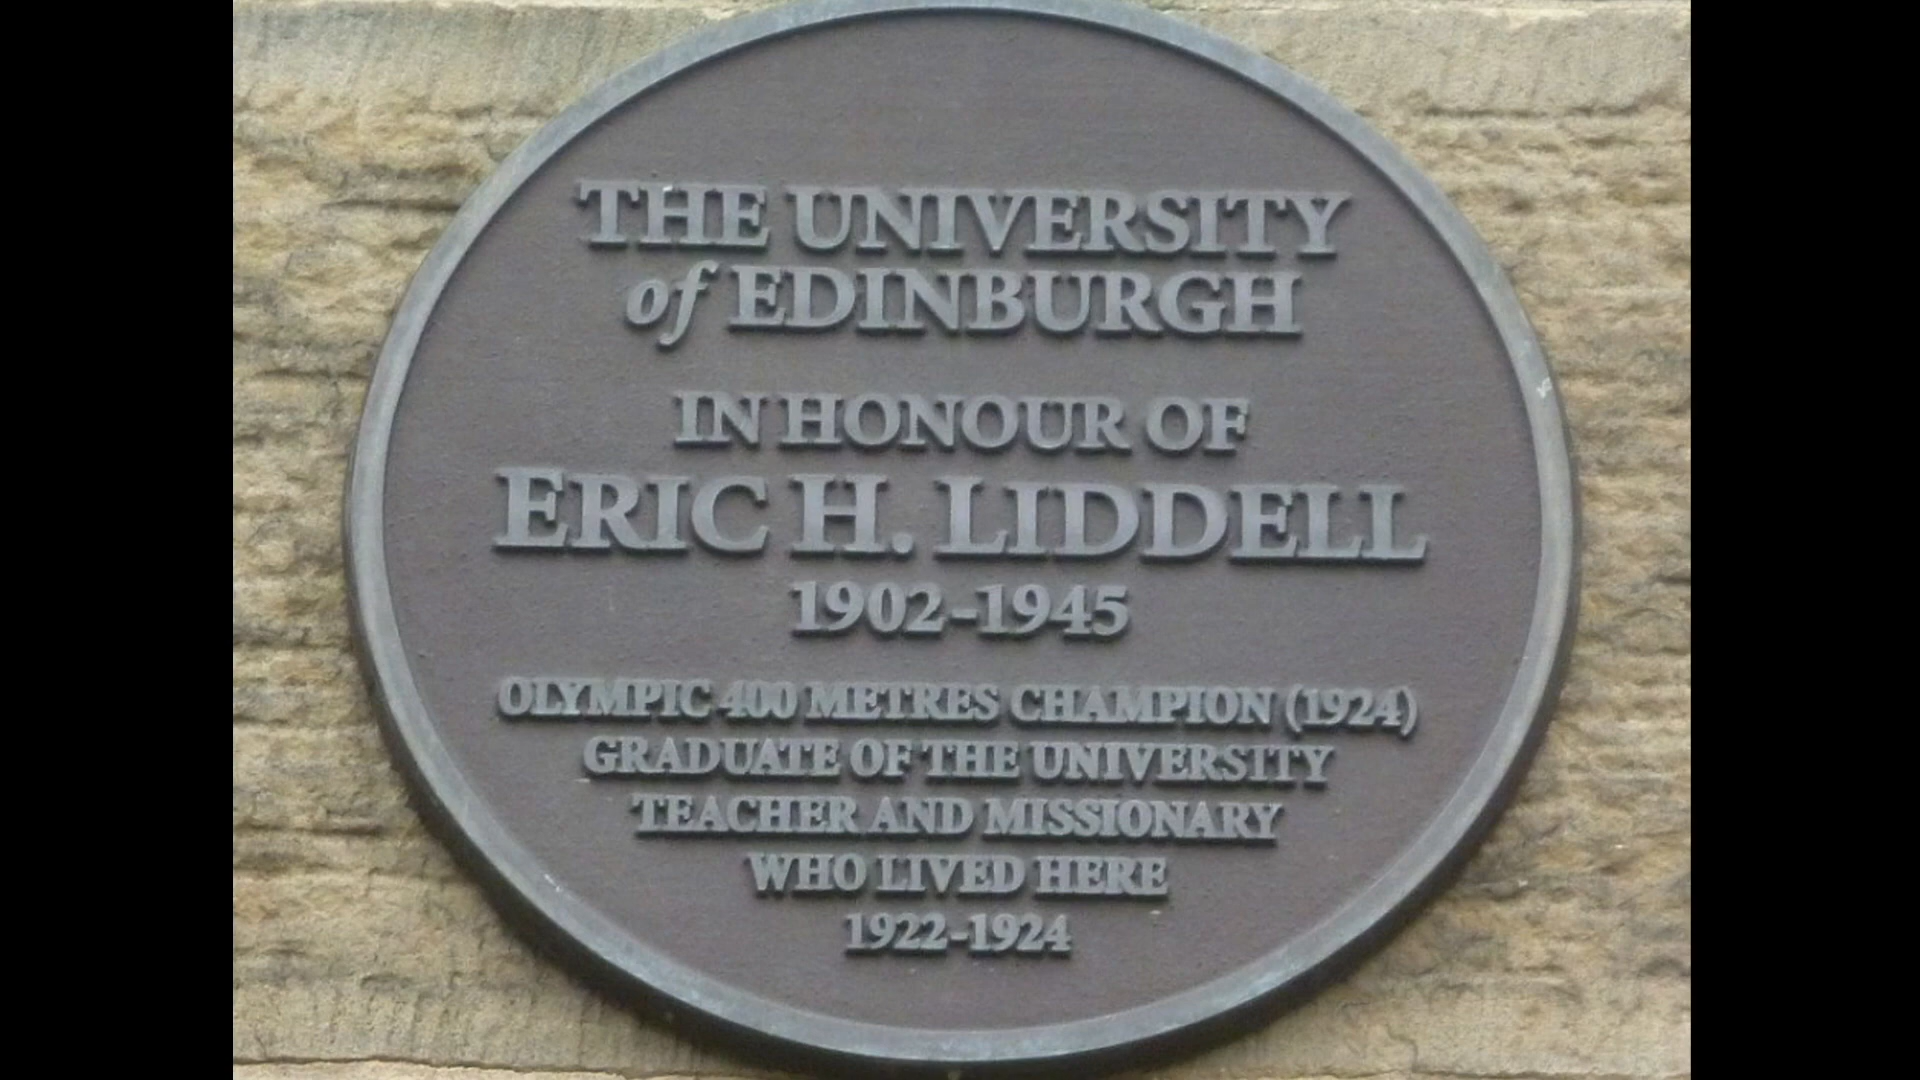 THE UNIVERSITY
of EDINBURGH
IN HONOUR OF
ERIC H. LIDDELL
1902-1945
OLYMPIC 400 METRES CHAMPION (1924)
GRADUATE OF THE UNIVERSITY
TEACHER AND MISSIONARY
WHO LIVED HERE
1922-1924